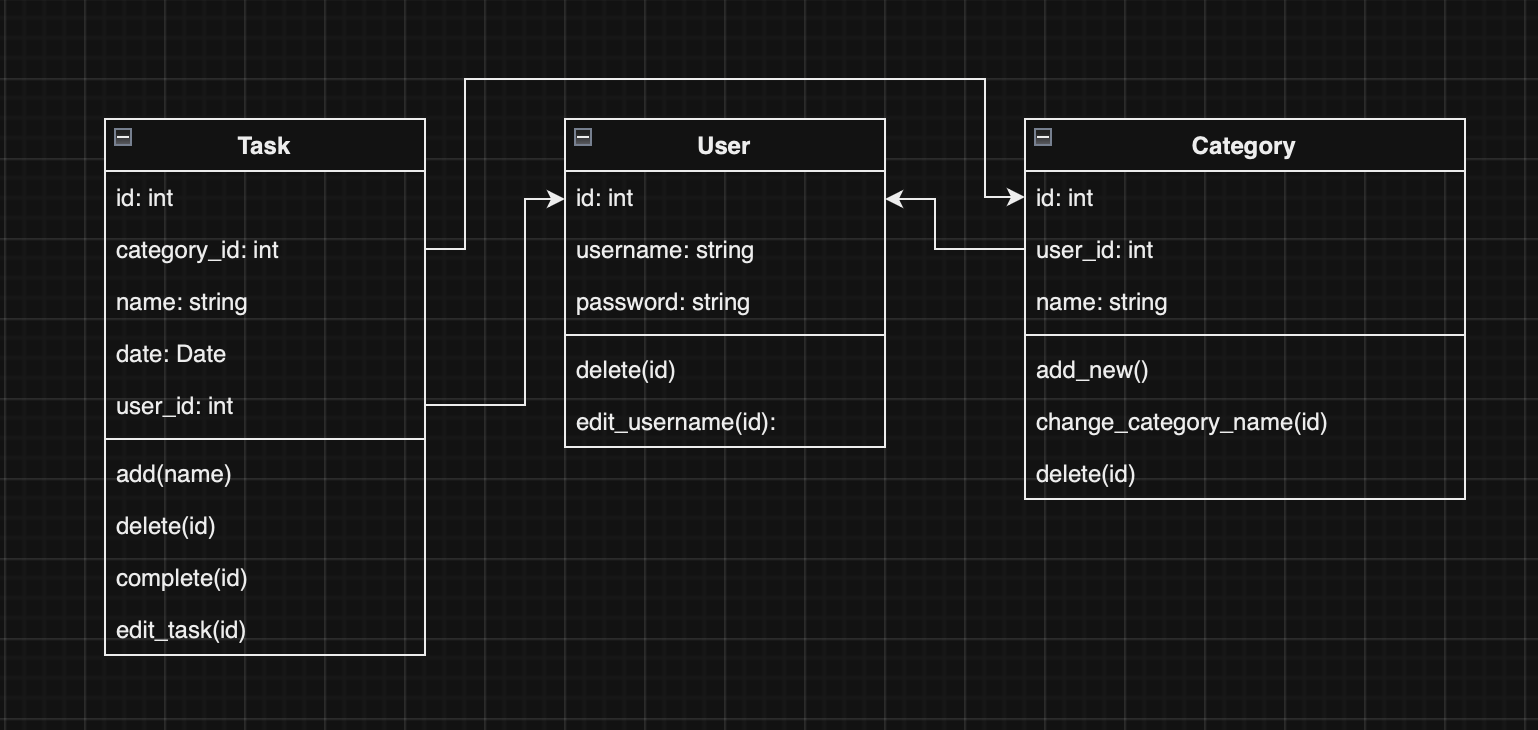 Task
id: int
category_id: int
name: string
date: Date
user_id: int
add(name)
delete(id)
complete(id)
edit_task(id)
User
id: int
username: string
password: string
delete(id)
edit_username(id):
Category
id: int
user_id: int
name: string
add_new()
change_category_name(id)
delete(id)